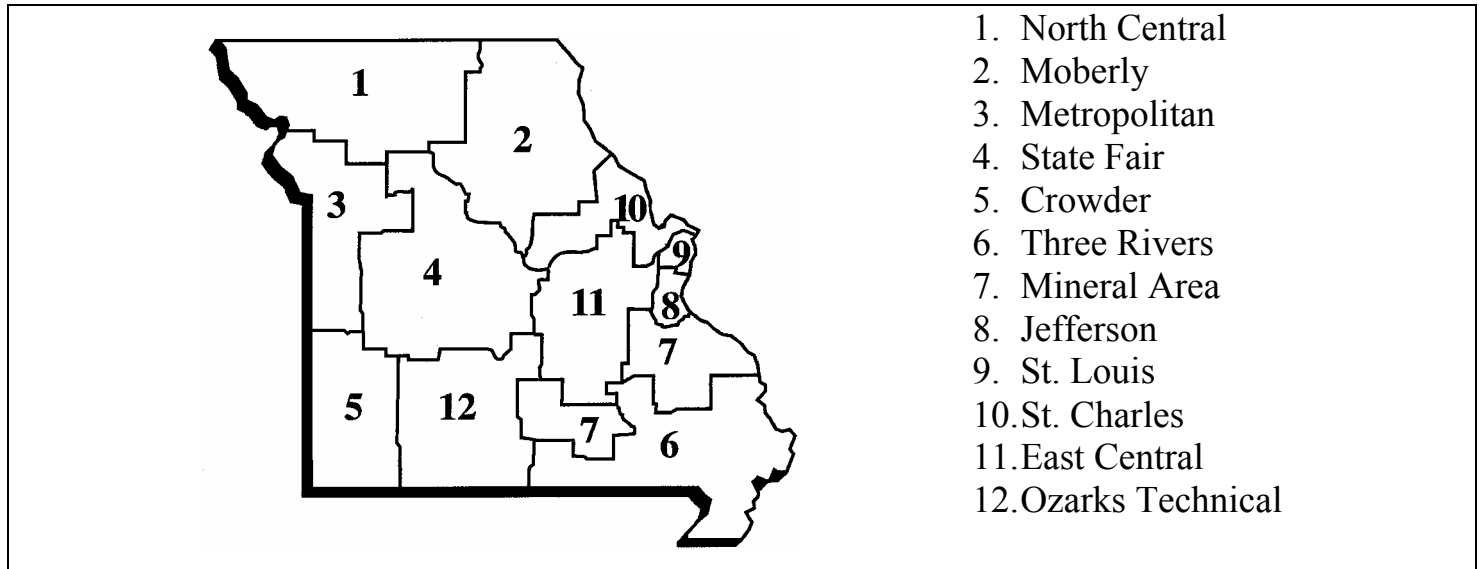 1. North Central
2. Moberly
3. Metropolitan
4. State Fair
5. Crowder
6. Three Rivers
7. Mineral Area
8. Jefferson
9. St. Louis
10.St. Charles
11.East Central
12.Ozarks Technical
1
2
3
10
9
4
11
8
7
5
12
7
6